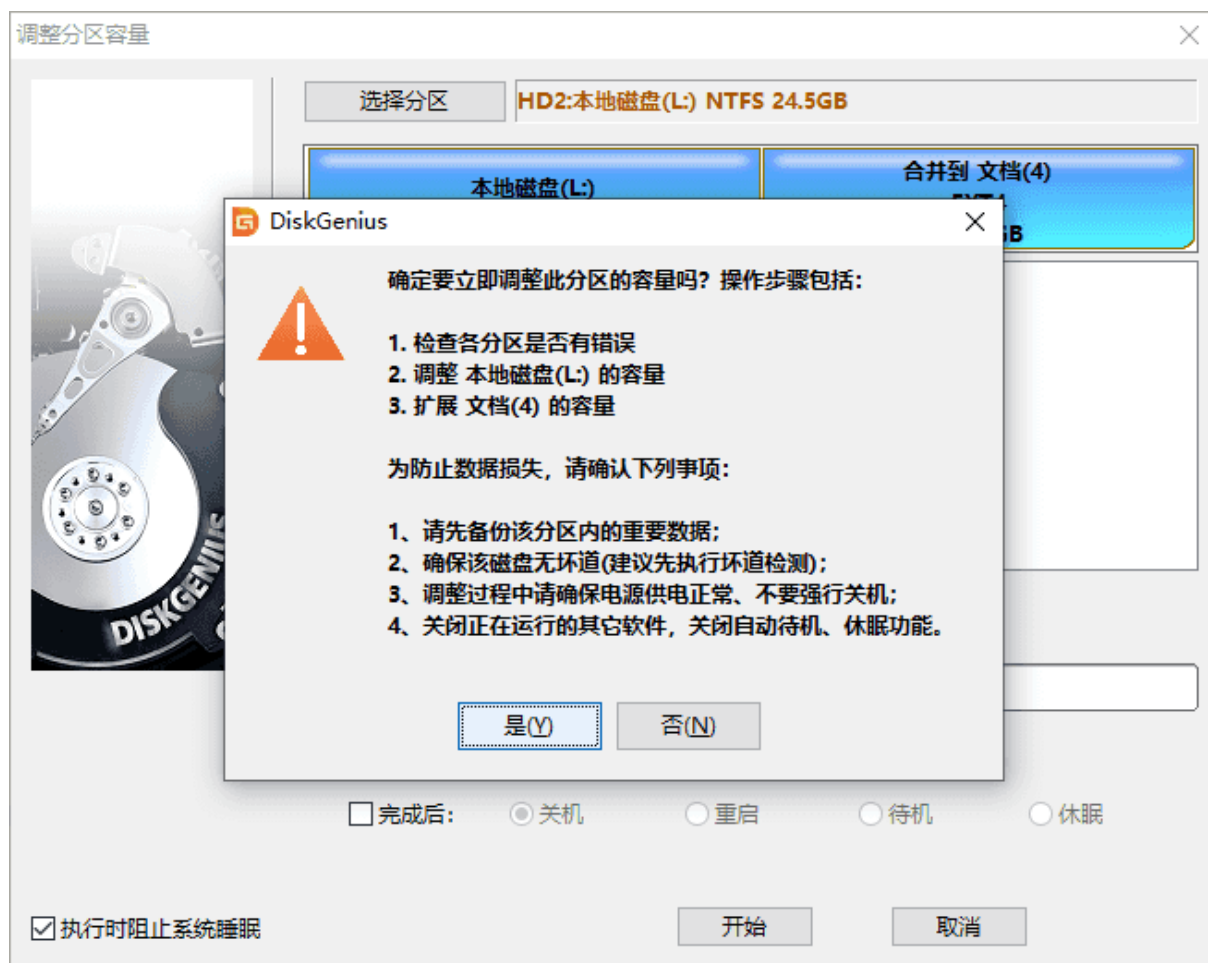 调整分区容量
选择分区
HD2:本地磁盘(L:) NTFS 24.5GB
本地磁盘(L:)
合并到 文档(4)
DiskGenius
确定要立即调整此分区的容量吗？操作步骤包括：
1. 检查各分区是否有错误
2. 调整 本地磁盘(L:) 的容量
3. 扩展 文档(4) 的容量
为防止数据损失，请确认下列事项：
1、请先备份该分区内的重要数据；
2、确保该磁盘无坏道(建议先执行坏道检测)；
3、调整过程中请确保电源供电正常、不要强行关机；
4、关闭正在运行的其它软件，关闭自动待机、休眠功能。
是(Y)
否(N)
完成后：
关机
重启
待机
休眠
执行时阻止系统睡眠
开始
取消